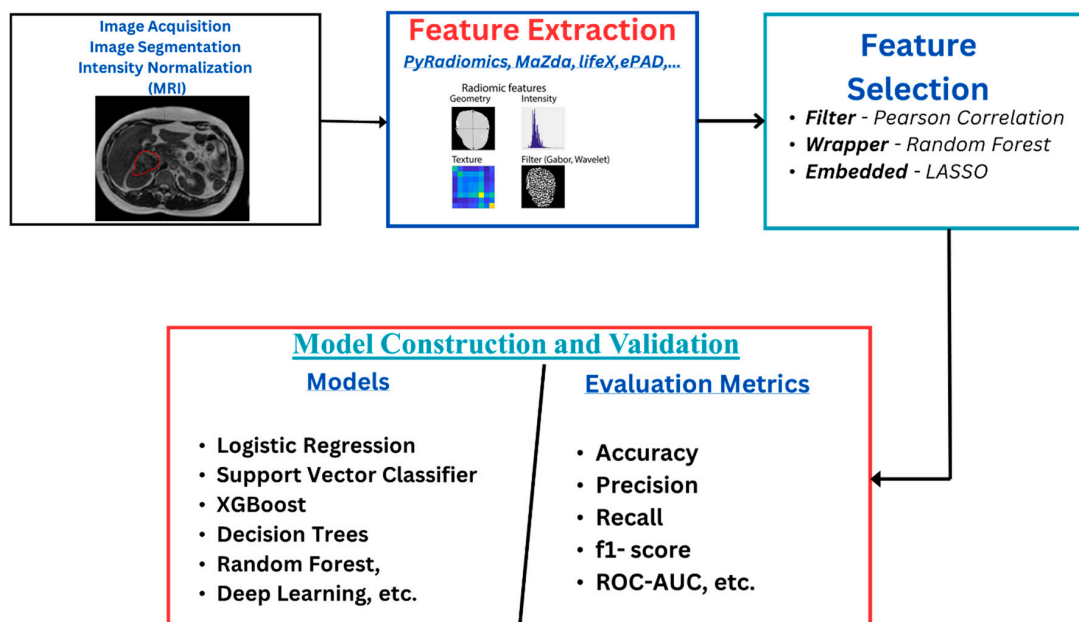 Image Acquisition
Image Segmentation
Intensity Normalization
(MRI)
Feature Extraction
PyRadiomics, MaZda, lifeX,ePAD,...
Radiomic features
Geometry Intensity
Texture Filter (Gabor, Wavelet)
Feature
Selection
• Filter - Pearson Correlation
• Wrapper - Random Forest
• Embedded - LASSO
Model Construction and Validation
Models
• Logistic Regression
• Support Vector Classifier
• XGBoost
• Decision Trees
• Random Forest,
• Deep Learning, etc.
Evaluation Metrics
• Accuracy
• Precision
• Recall
• f1- score
• ROC-AUC, etc.